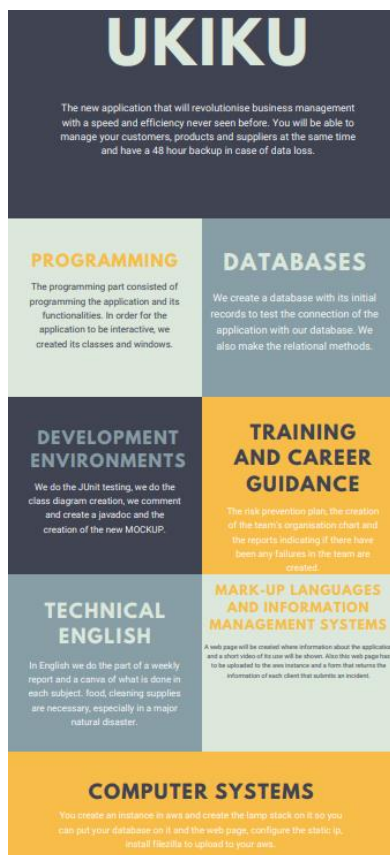 UKIKU
The new application that will revolutionise business management
with a speed and efficiency never seen before. You will be able to
manage your customers, products and suppliers at the same time
and have a 48 hour backup in case of data loss.
PROGRAMMING
The programming part consisted of
programming the application and its
functionalities. In order for the
application to be interactive, we
created its classes and windows.
DATABASES
We create a database with its initial
records to test the connection of the
application with our database. We
also make the relational methods.
DEVELOPMENT
ENVIRONMENTS
We do the JUnit testing, we do the
class diagram creation, we comment
and create a javadoc and the
creation of the new MOCKUP.
TRAINING
AND CAREER
GUIDANCE
The risk prevention plan, the creation
of the team's organisation chart and
the reports indicating if there have
been any failures in the team are
created.
TECHNICAL
ENGLISH
In English we do the part of a weekly
report and a canva of what is done in
each subject. food, cleaning supplies
are necessary, especially in a major
natural disaster.
MARK-UP LANGUAGES
AND INFORMATION
MANAGEMENT SYSTEMS
A web page will be created where information about the application
and a short video of its use will be shown. Also this web page has
to be uploaded to the aws instance and a form that returns the
information of each client that submits an incident.
COMPUTER SYSTEMS
You create an instance in aws and create the lamp stack on it so you
can put your database on it and the web page, configure the static ip,
install filezilla to upload to your aws.